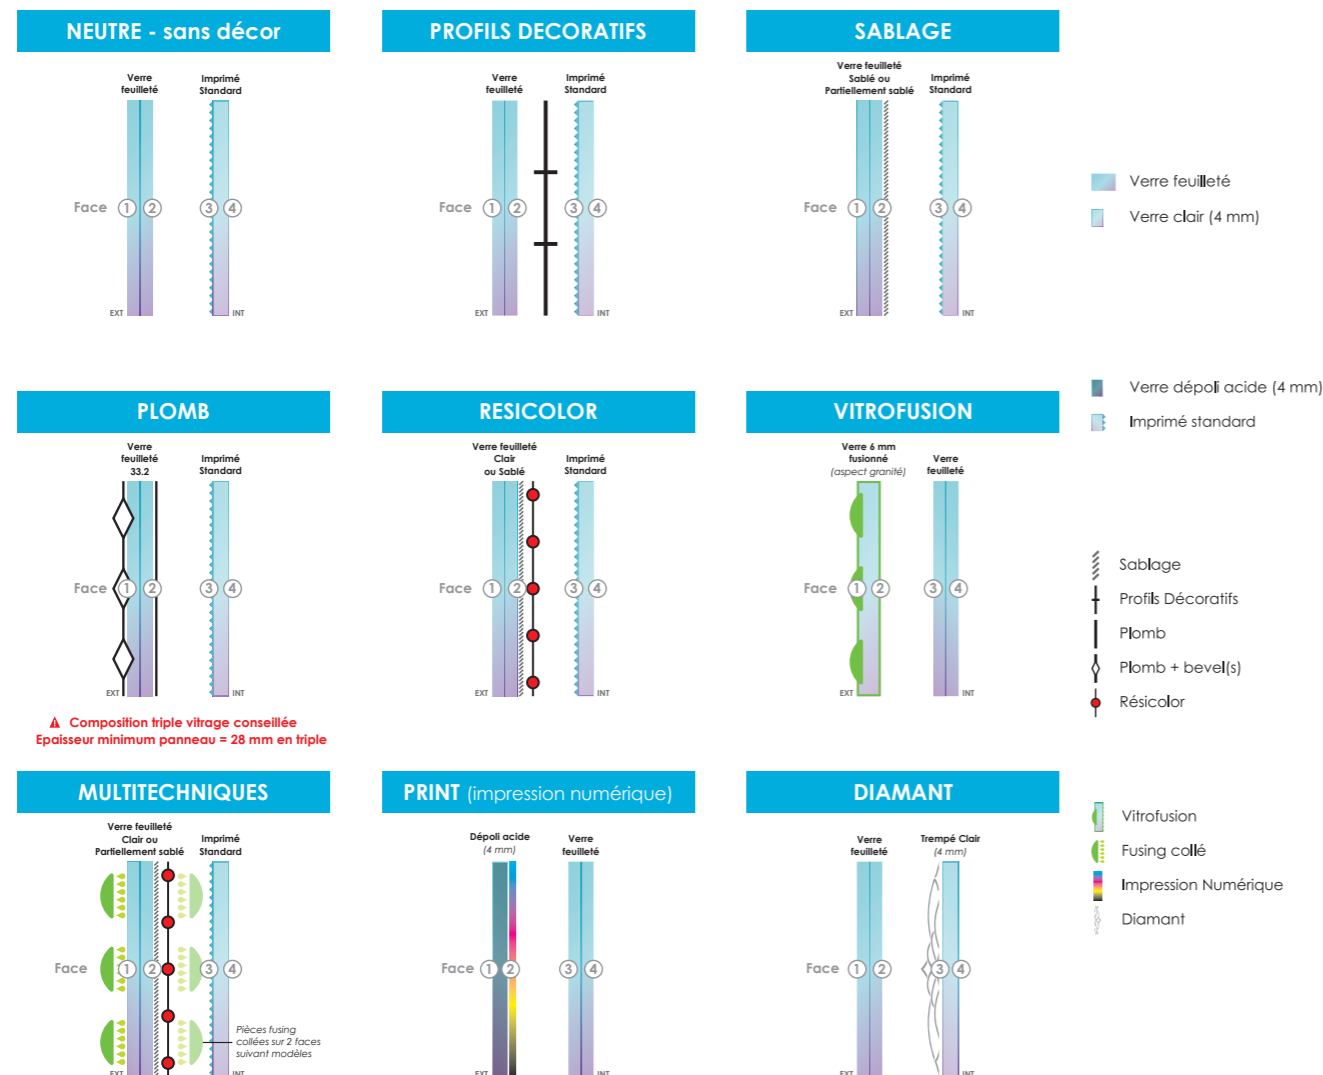 NEUTRE - sans décor
Verre
feuilleté
Imprimé
Standard
Face 1 2 3 4
EXT INT
PROFILS DECORATIFS
Verre
feuilleté
Imprimé
Standard
Face 1 2 3 4
EXT INT
SABLAGE
Verre feuilleté
Sablé ou
Partiellement sablé
Imprimé
Standard
Face 1 2 3 4
EXT INT
Verre feuilleté
Verre clair (4 mm)
PLOMB
Verre
feuilleté
33.2
Imprimé
Standard
Face 1 2 3 4
EXT INT
Composition triple vitrage conseillée
Epaisseur minimum panneau = 28 mm en triple
RESICOLOR
Verre feuilleté
Clair
ou Sablé
Imprimé
Standard
Face 1 2 3 4
EXT INT
VITROFUSION
Verre 6 mm
fusionné
(aspect granité)
Verre
feuilleté
Face 1 2 3 4
EXT INT
Verre dépoli acide (4 mm)
Imprimé standard
Sablage
Profils Décoratifs
Plomb
Plomb + bevel(s)
Résicolor
MULTITECHNIQUES
Verre feuilleté
Clair ou
Partiellement sablé
Imprimé
Standard
Face 1 2 3 4
Pièces fusing
collées sur 2 faces
suivant modèles
EXT INT
PRINT (impression numérique)
Dépoli acide
(4 mm)
Verre
feuilleté
Face 1 2 3 4
EXT INT
DIAMANT
Verre
feuilleté
Trempé Clair
(4 mm)
Face 1 2 3 4
EXT INT
Vitrofusion
Fusing collé
Impression Numérique
Diamant